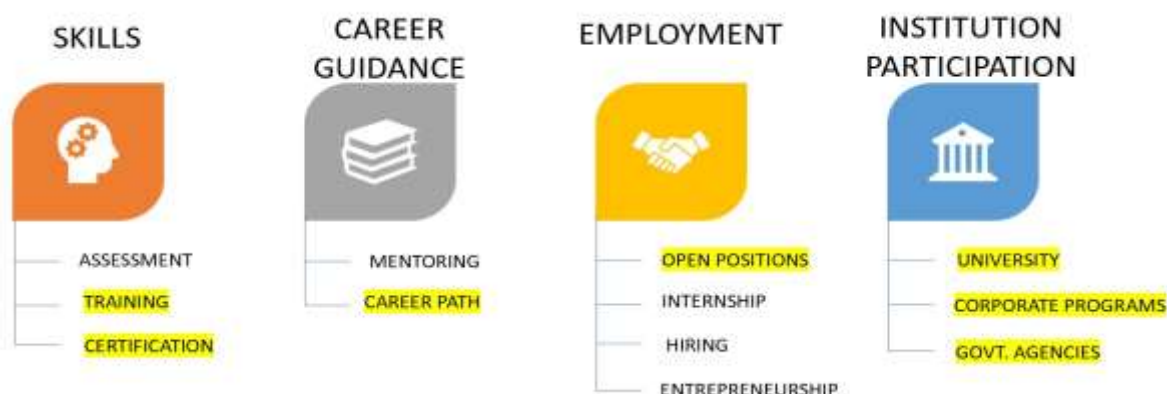 SKILLS
ASSESSMENT
TRAINING
CERTIFICATION
CAREER
GUIDANCE
MENTORING
CAREER PATH
EMPLOYMENT
OPEN POSITIONS
INTERNSHIP
HIRING
ENTREPRENEURSHIP
INSTITUTION
PARTICIPATION
UNIVERSITY
CORPORATE PROGRAMS
GOVT. AGENCIES